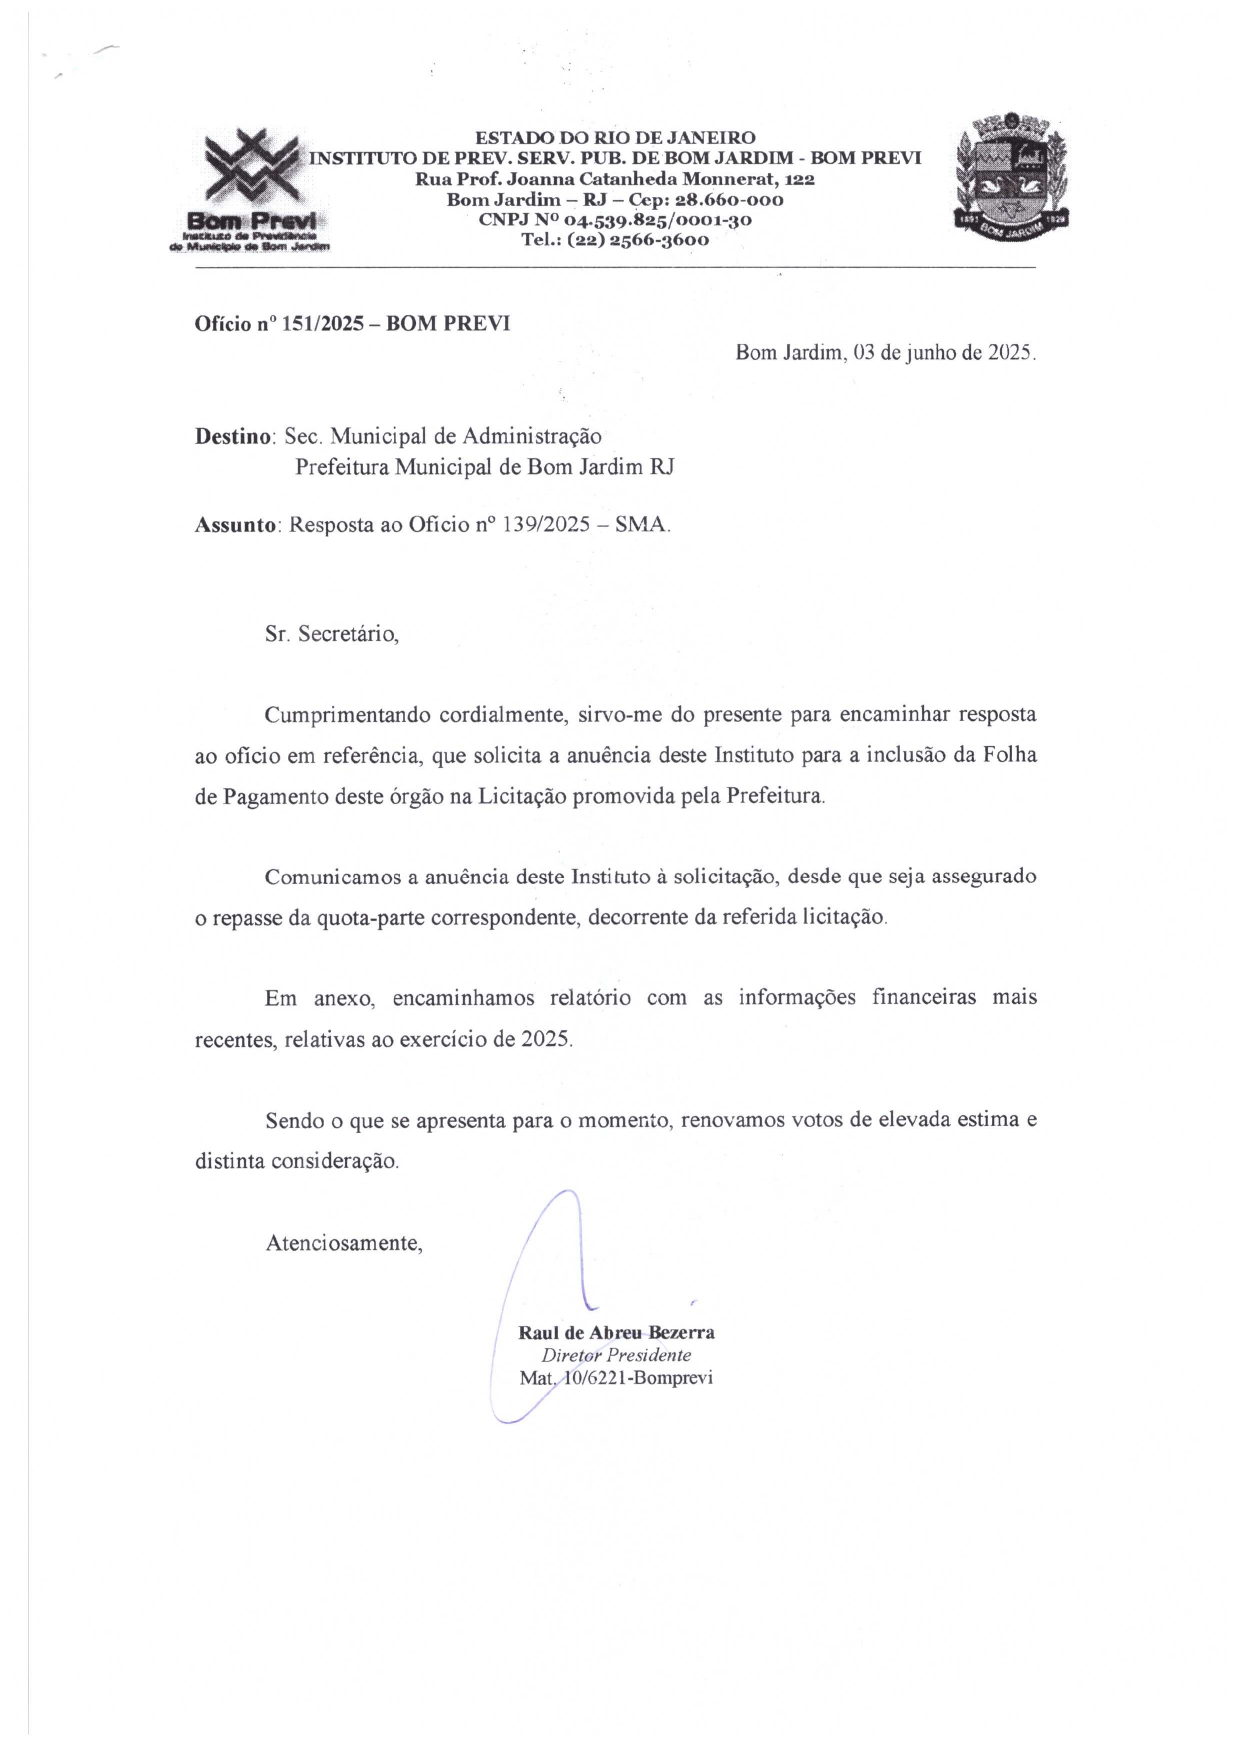 ESTADO DO RIO DE JANEIRO
INSTITUTO DE PREV. SERV. PUB. DE BOM JARDIM - BOM PREVI
Rua Prof. Joanna Catanheda Monnerat, 122
Bom Jardim – RJ – Cep: 28.660-000
CNPJ Nº 04.539.825/0001-30
Tel.: (22) 2566-3600
Bom Previ
Instituto de Previdência
do Município de Bom Jardim
1893 BOM JARDIM 1929
Ofício nº 151/2025 – BOM PREVI
Bom Jardim, 03 de junho de 2025.
Destino: Sec. Municipal de Administração
Prefeitura Municipal de Bom Jardim RJ
Assunto: Resposta ao Ofício nº 139/2025 – SMA.
Sr. Secretário,
Cumprimentando cordialmente, sirvo-me do presente para encaminhar resposta
ao ofício em referência, que solicita a anuência deste Instituto para a inclusão da Folha
de Pagamento deste órgão na Licitação promovida pela Prefeitura.
Comunicamos a anuência deste Instituto à solicitação, desde que seja assegurado
o repasse da quota-parte correspondente, decorrente da referida licitação.
Em anexo, encaminhamos relatório com as informações financeiras mais
recentes, relativas ao exercício de 2025.
Sendo o que se apresenta para o momento, renovamos votos de elevada estima e
distinta consideração.
Atenciosamente,
Raul de Abreu Bezerra
Diretor Presidente
Mat. 10/6221-Bomprevi